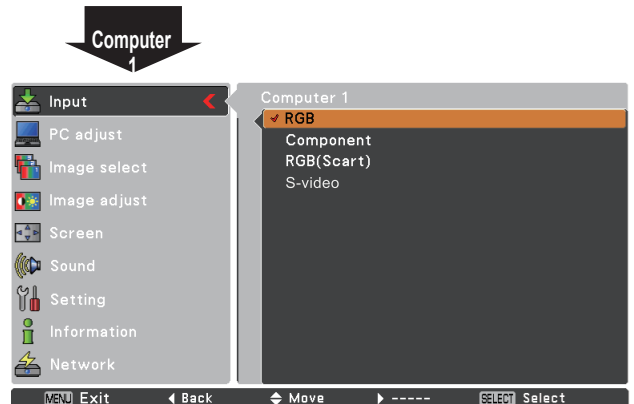 Computer
1
Input
PC adjust
Image select
Image adjust
Screen
Sound
Setting
Information
Network
Computer 1
RGB
Component
RGB(Scart)
S-video
MENU Exit Back Move ----- SELECT Select